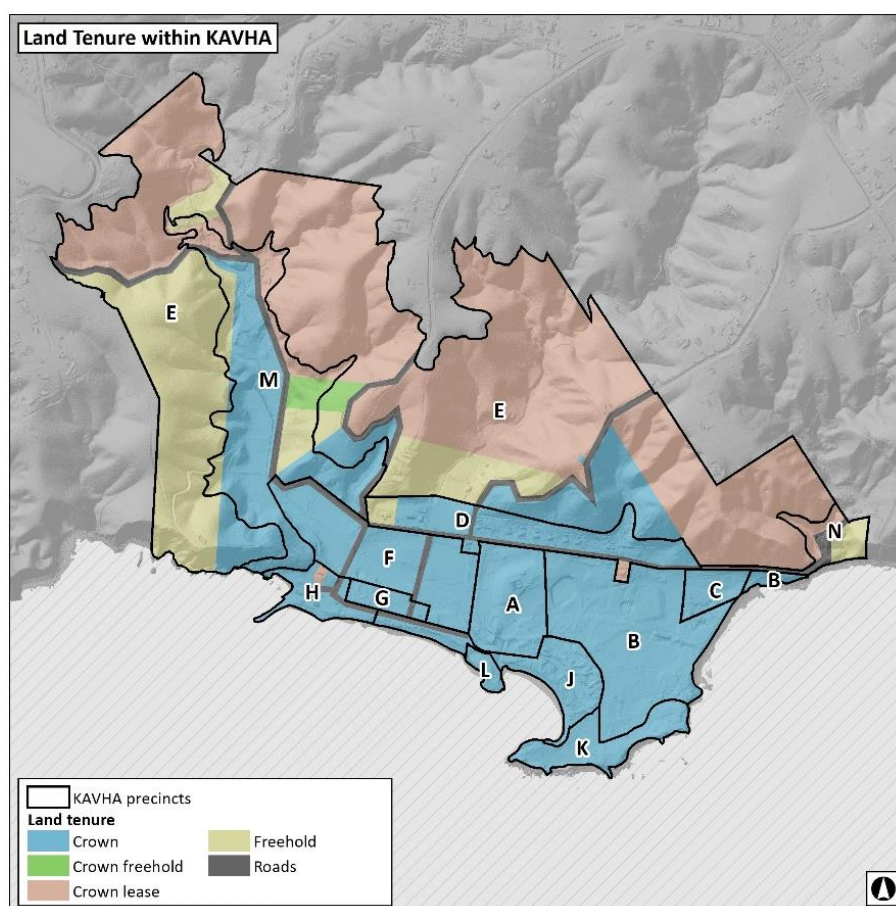 Land Tenure within KAVHA
E
M
E
D
N
F
B
C
H
G
A
B
L
J
K
KAVHA precincts
Land tenure
Crown
Freehold
Crown freehold
Roads
Crown lease